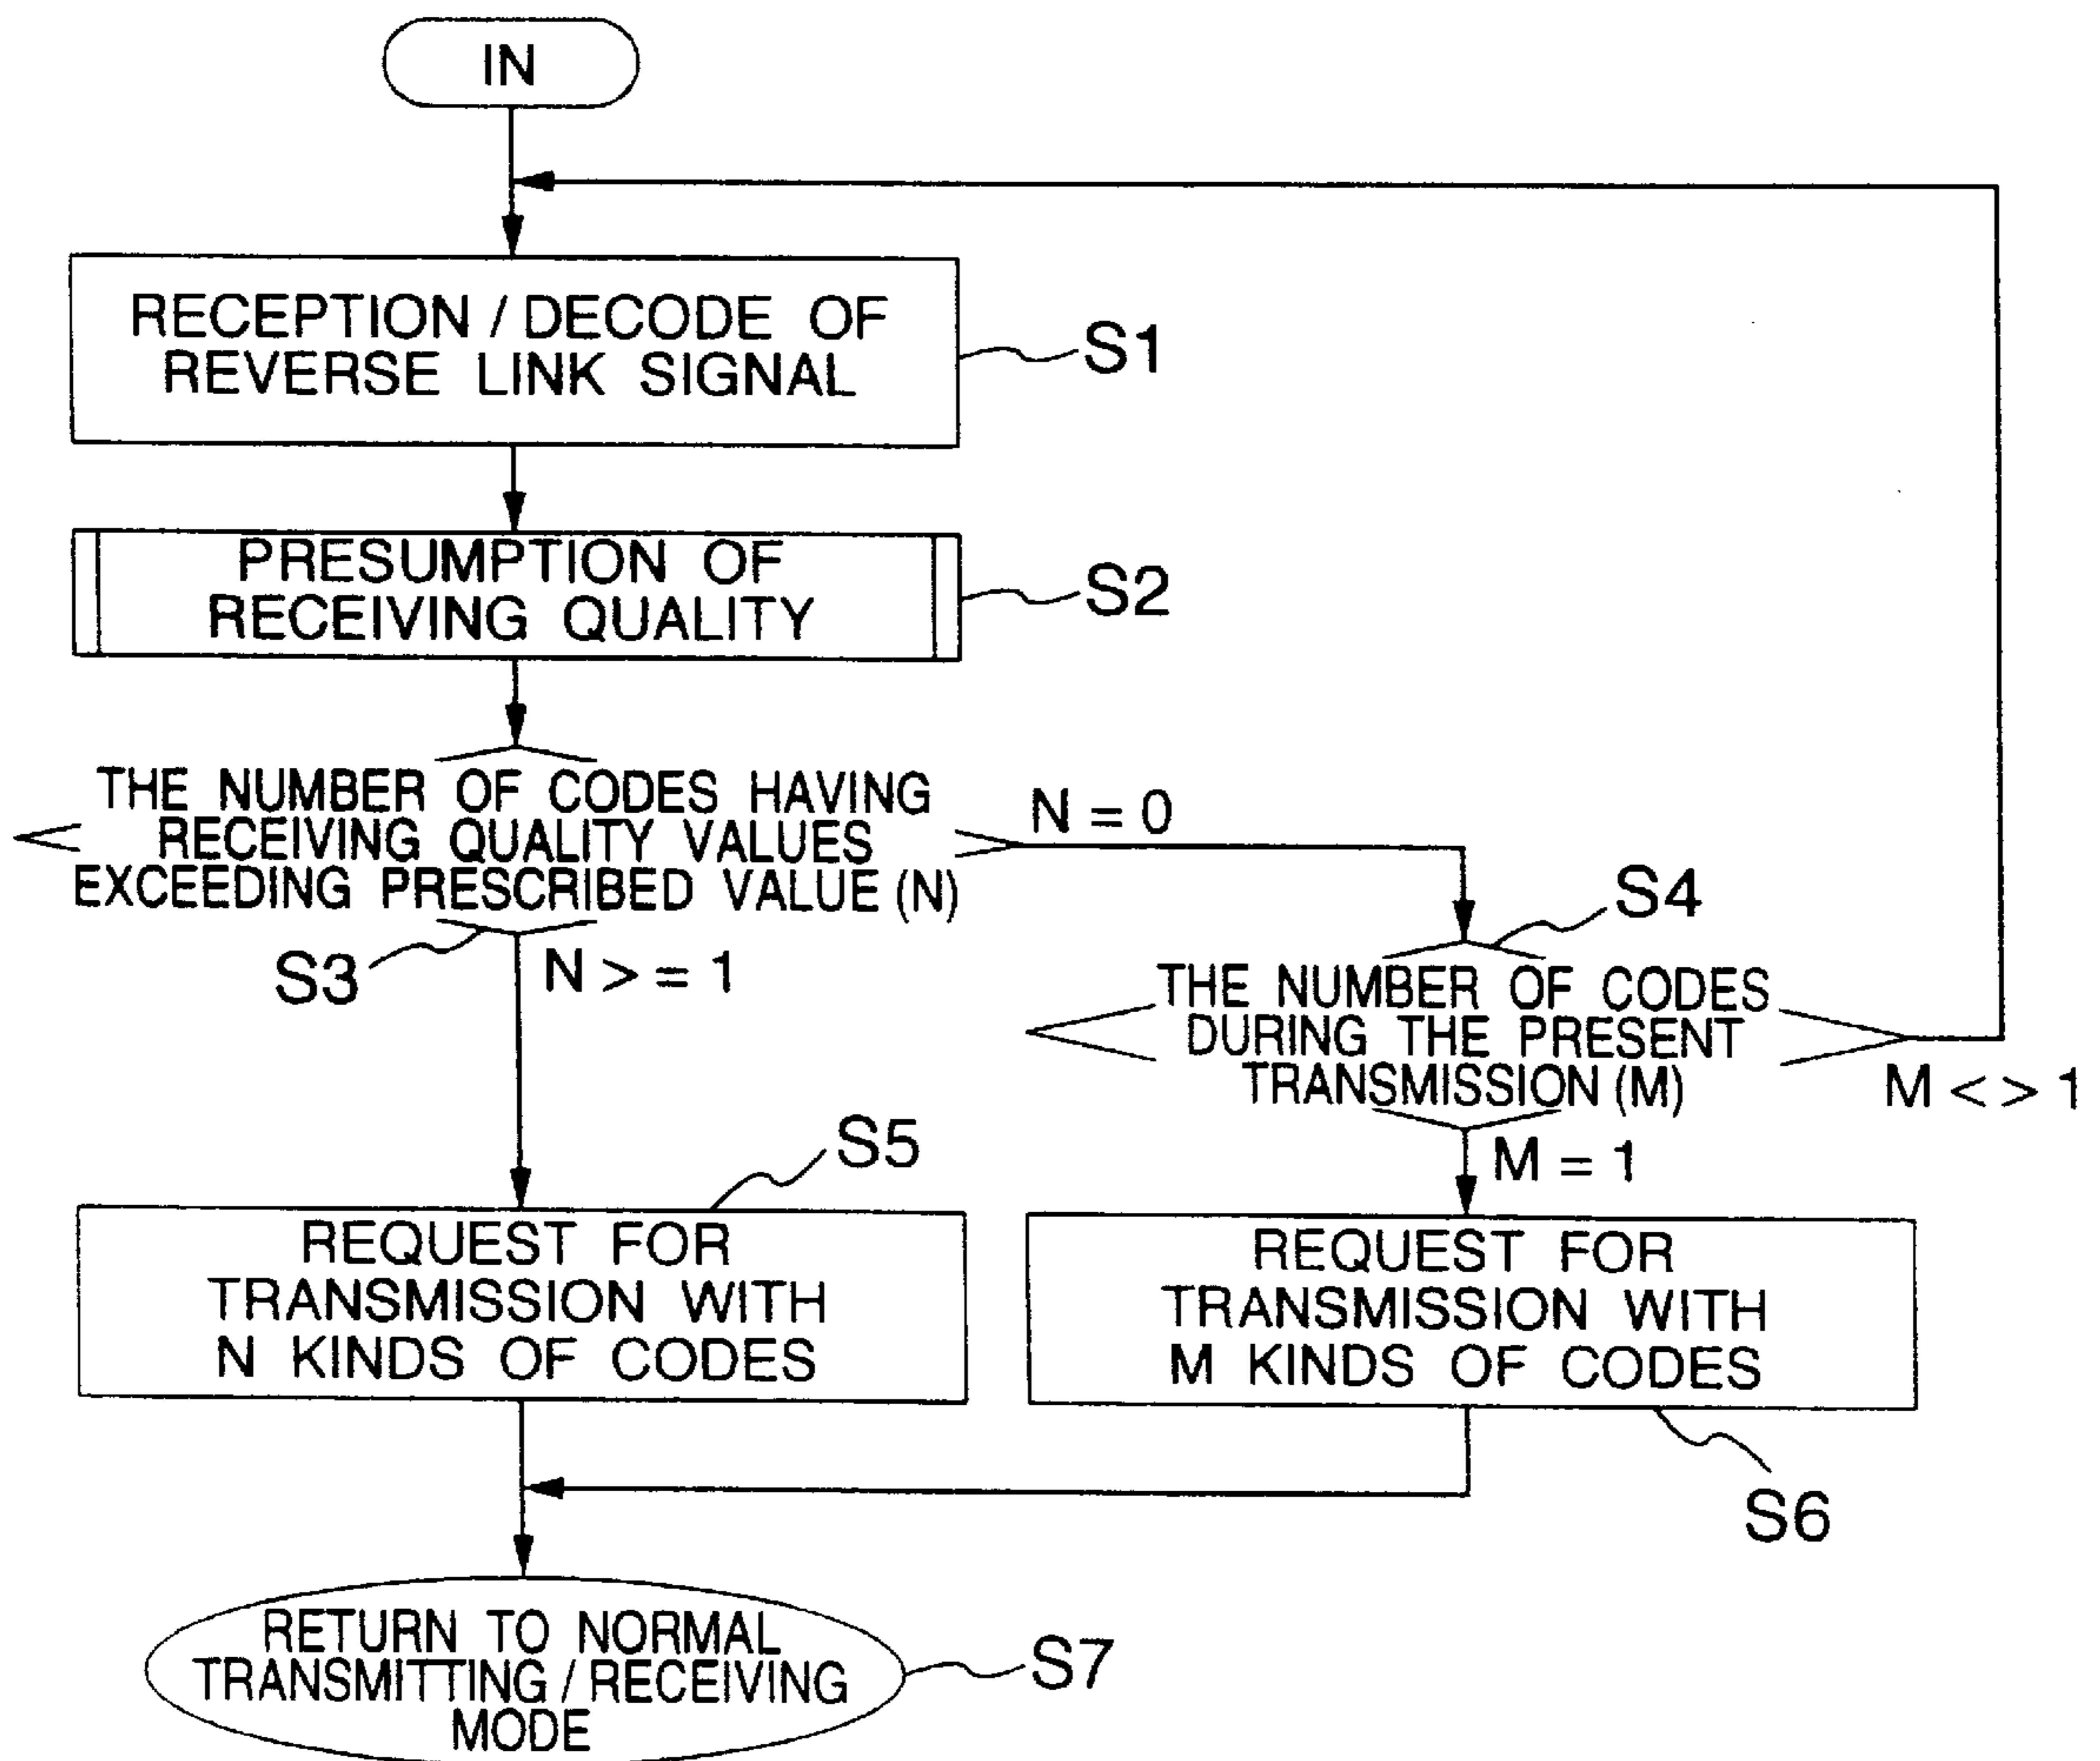 IN
RECEPTION / DECODE OF
REVERSE LINK SIGNAL
S1
PRESUMPTION OF
RECEIVING QUALITY
S2
THE NUMBER OF CODES HAVING
RECEIVING QUALITY VALUES
EXCEEDING PRESCRIBED VALUE (N)
N = 0
S3
N > = 1
S4
THE NUMBER OF CODES
DURING THE PRESENT
TRANSMISSION (M)
M < > 1
M = 1
S5
REQUEST FOR
TRANSMISSION WITH
N KINDS OF CODES
REQUEST FOR
TRANSMISSION WITH
M KINDS OF CODES
S6
RETURN TO NORMAL
TRANSMITTING / RECEIVING
MODE
S7